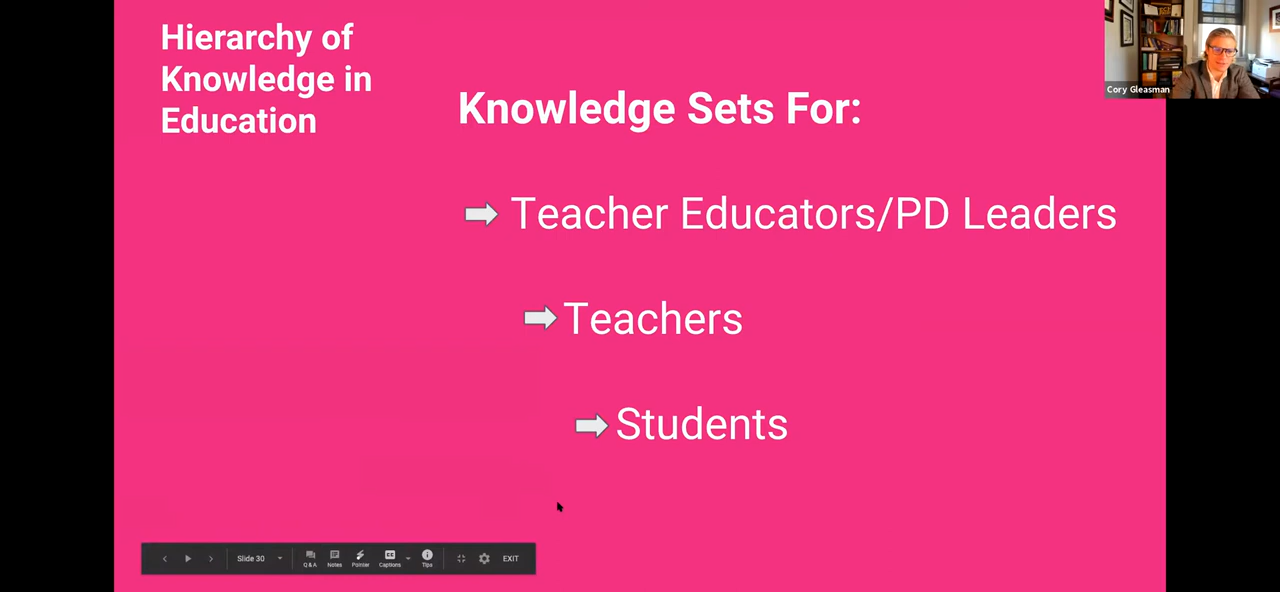 Hierarchy of
Knowledge in
Education
Knowledge Sets For:
Teacher Educators/PD Leaders
Teachers
Students
Cory Gleasman
Slide 30
Q & A
Notes
Pointer
CC
Captions
Tips
EXIT